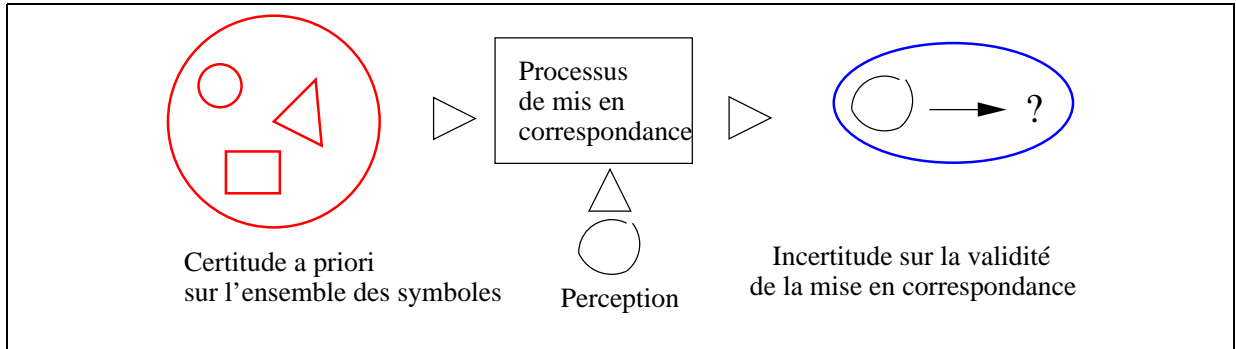 Processus
de mis en
correspondance
?
Certitude a priori
sur l'ensemble des symboles
Perception
Incertitude sur la validité
de la mise en correspondance